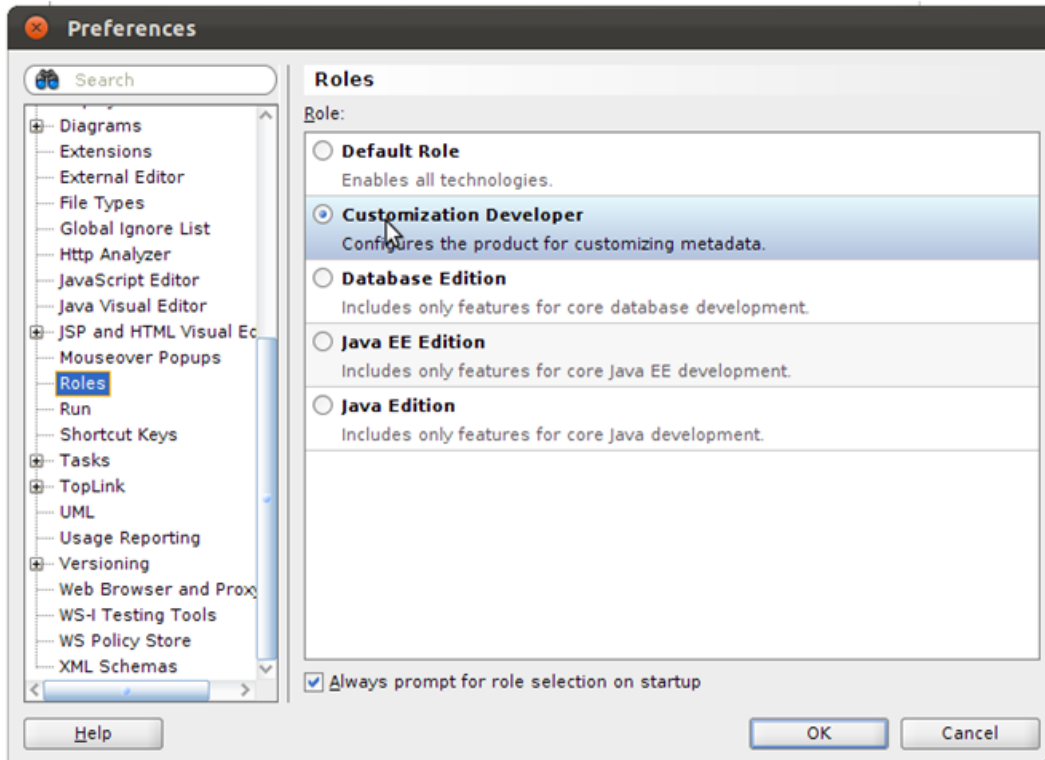 Preferences
Search
Diagrams
Extensions
External Editor
File Types
Global Ignore List
Http Analyzer
JavaScript Editor
Java Visual Editor
JSP and HTML Visual Ec
Mouseover Popups
Roles
Run
Shortcut Keys
Tasks
TopLink
UML
Usage Reporting
Versioning
Web Browser and Proxy
WS-I Testing Tools
WS Policy Store
XML Schemas
Roles
Role:
Default Role
Enables all technologies.
Customization Developer
Configures the product for customizing metadata.
Database Edition
Includes only features for core database development.
Java EE Edition
Includes only features for core Java EE development.
Java Edition
Includes only features for core Java development.
Always prompt for role selection on startup
Help
OK
Cancel